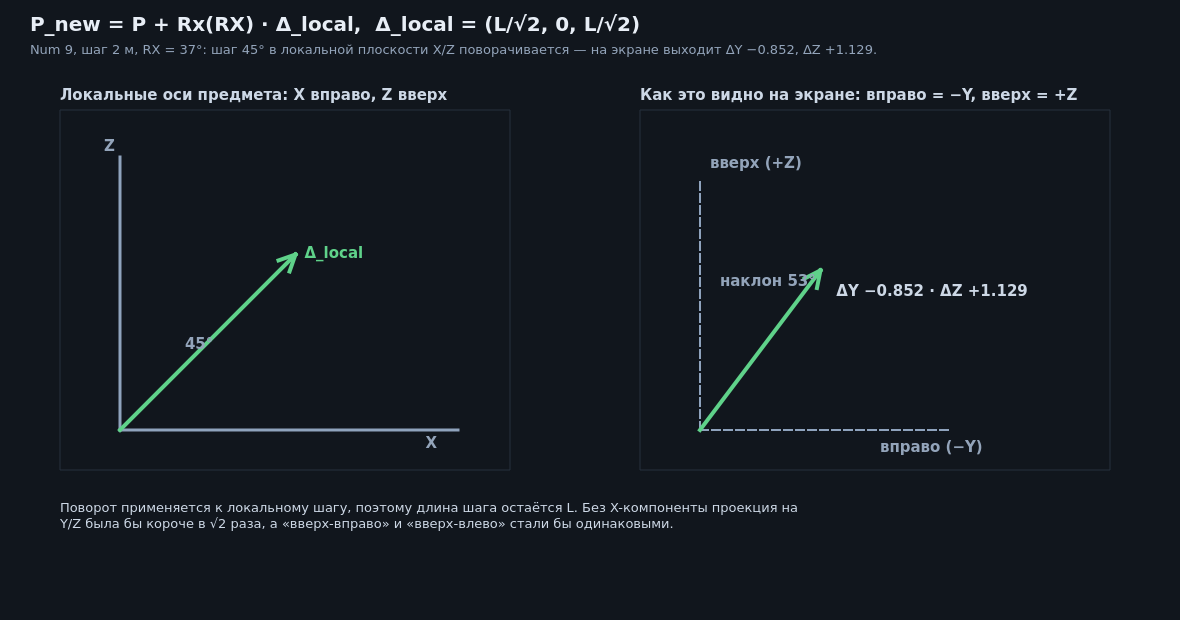 P_new = P + Rx(RX) · Δ_local,  Δ_local = (L/√2, 0, L/√2)
Num 9, шаг 2 м, RX = 37°: шаг 45° в локальной плоскости X/Z поворачивается — на экране выходит ΔY −0.852, ΔZ +1.129.
Локальные оси предмета: X вправо, Z вверх
Z
Δ_local
45°
X
Как это видно на экране: вправо = −Y, вверх = +Z
вверх (+Z)
наклон 53
ΔY −0.852 · ΔZ +1.129
вправо (−Y)
Поворот применяется к локальному шагу, поэтому длина шага остаётся L. Без X-компоненты проекция на
Y/Z была бы короче в √2 раза, а «вверх-вправо» и «вверх-влево» стали бы одинаковыми.